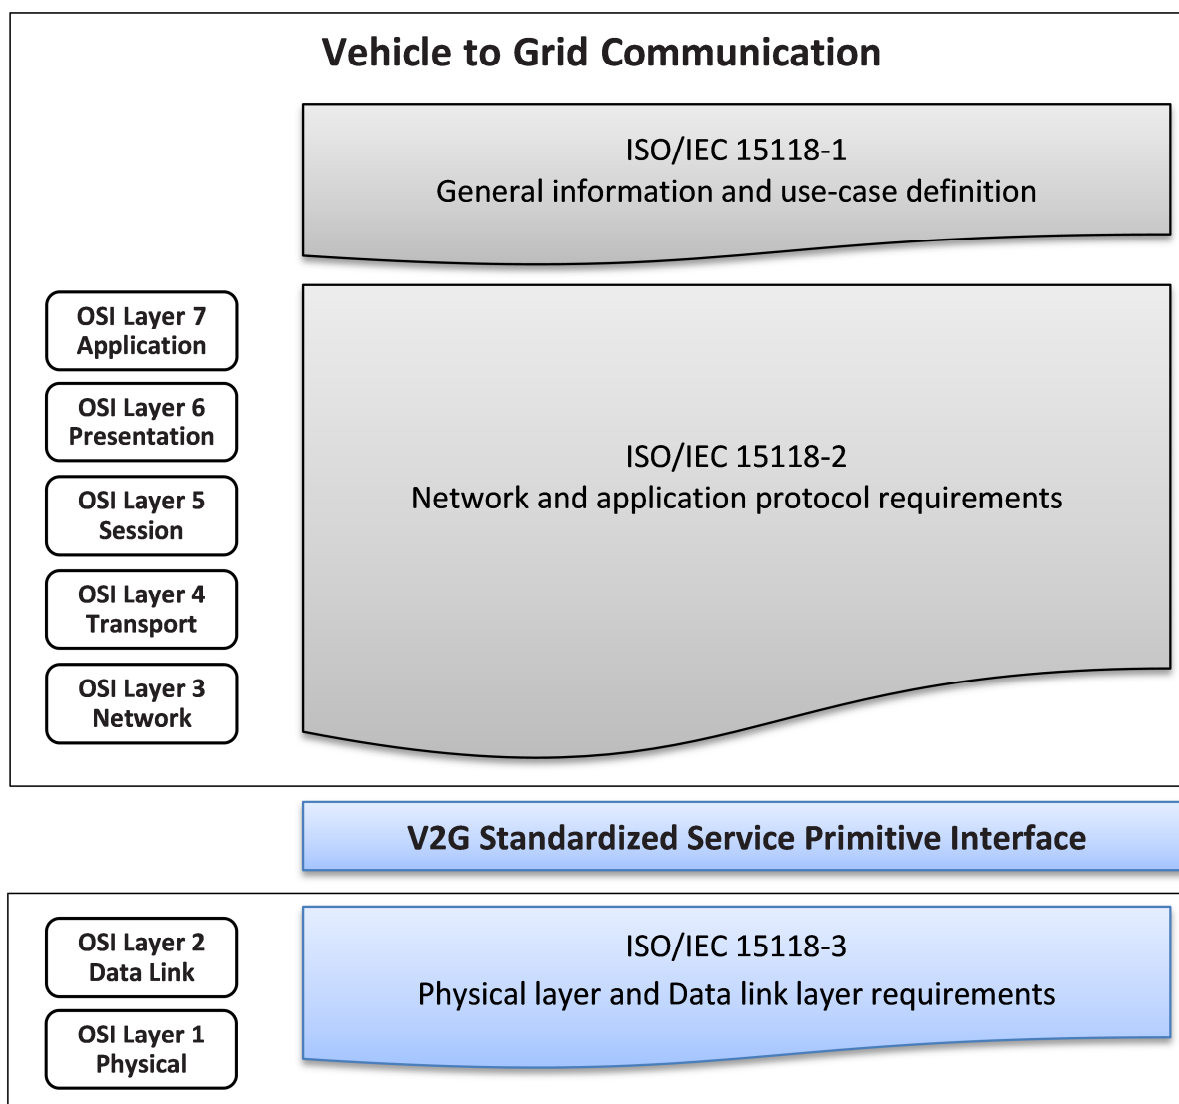 Vehicle to Grid Communication
ISO/IEC 15118-1
General information and use-case definition
OSI Layer 7
Application
OSI Layer 6
Presentation
OSI Layer 5
Session
OSI Layer 4
Transport
OSI Layer 3
Network
ISO/IEC 15118-2
Network and application protocol requirements
V2G Standardized Service Primitive Interface
OSI Layer 2
Data Link
OSI Layer 1
Physical
ISO/IEC 15118-3
Physical layer and Data link layer requirements